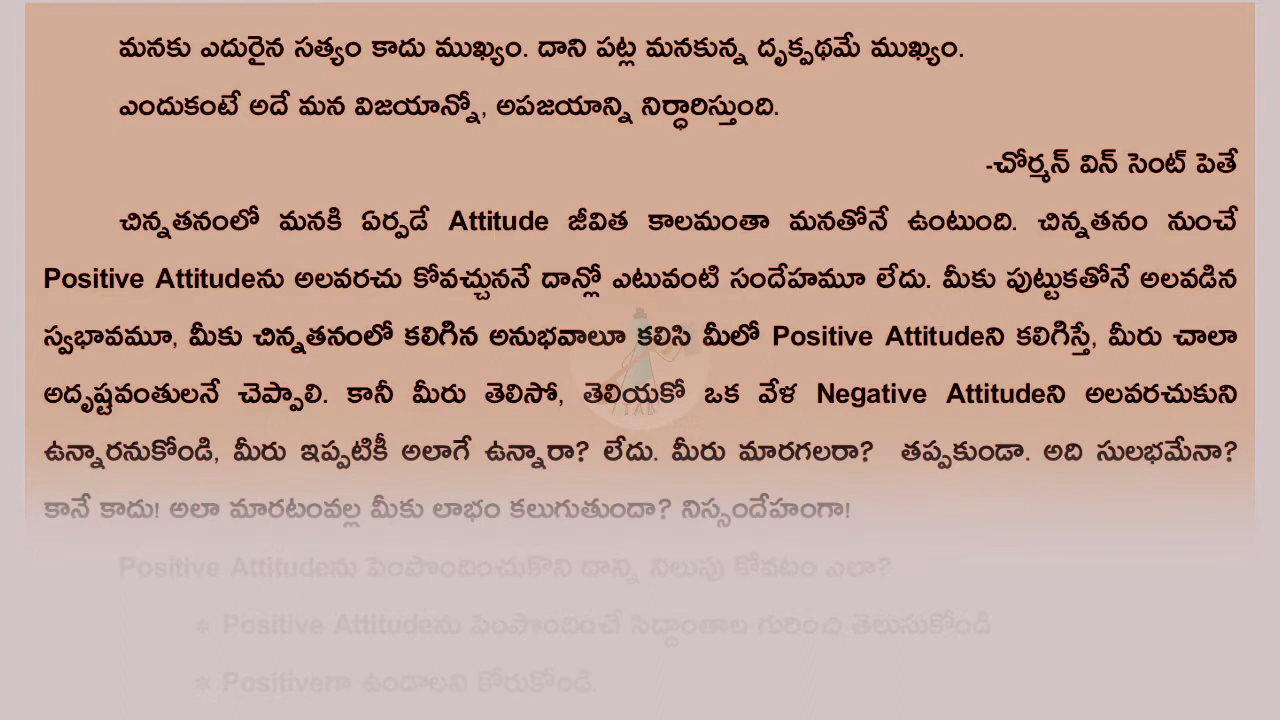 మనకు ఎదురైన సత్యం కాదు ముఖ్యం. దాని పట్ల మనకున్న దృక్పథమే ముఖ్యం.
ఎందుకంటే అదే మన విజయాన్నో, అపజయాన్ని నిర్ధారిస్తుంది.
-చోర్మన్ విన్ సెంట్ పెతే
చిన్నతనంలో మనకి ఏర్పడే Attitude జీవిత కాలమంతా మనతోనే ఉంటుంది. చిన్నతనం నుంచే
Positive Attitudeను అలవరచు కోవచ్చుననే దాన్లో ఎటువంటి సందేహమూ లేదు. మీకు పుట్టుకతోనే అలవడిన
స్వభావమూ, మీకు చిన్నతనంలో కలిగిన అనుభవాలూ కలిసి మీలో Positive Attitudeని కలిగిస్తే, మీరు చాలా
అదృష్టవంతులనే చెప్పాలి. కానీ మీరు తెలిసో, తెలియకో ఒక వేళ Negative Attitudeని అలవరచుకుని
ఉన్నారనుకోండి, మీరు ఇప్పటికీ అలాగే ఉన్నారా? లేదు. మీరు మారగలరా? తప్పకుండా. అది సులభమేనా?
కానే కాదు! అలా మారటంవల్ల మీకు లాభం కలుగుతుందా? నిస్సందేహంగా!
Positive Attitudeను పెంపొందించుకొని దాన్ని నిలుపు కోవటం ఎలా?
* Positive Attitudeను పెంపొందించే సిద్దాంతాల గురించి తెలుసుకోండి
* Positiveగా ఉండాలని కోరుకోండి.